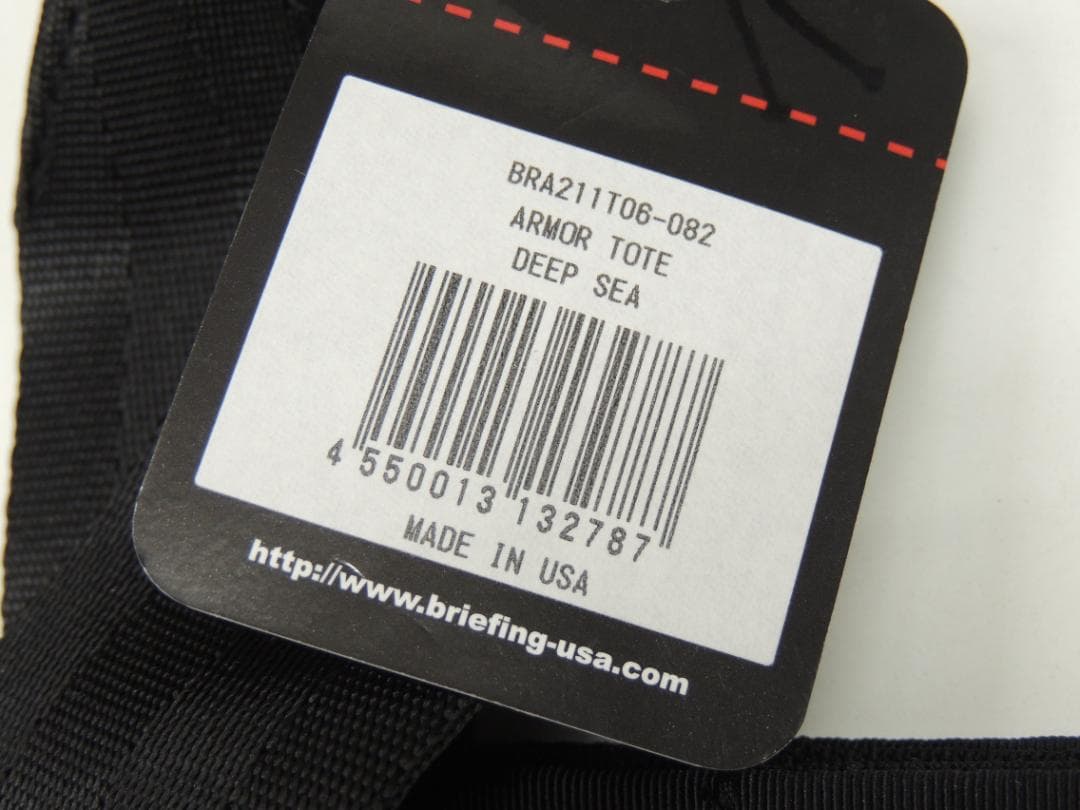 BRA211T06-082
ARMOR TOTE
DEEP SEA
4 550013 132787
MADE IN USA
http://www.briefing-usa.com